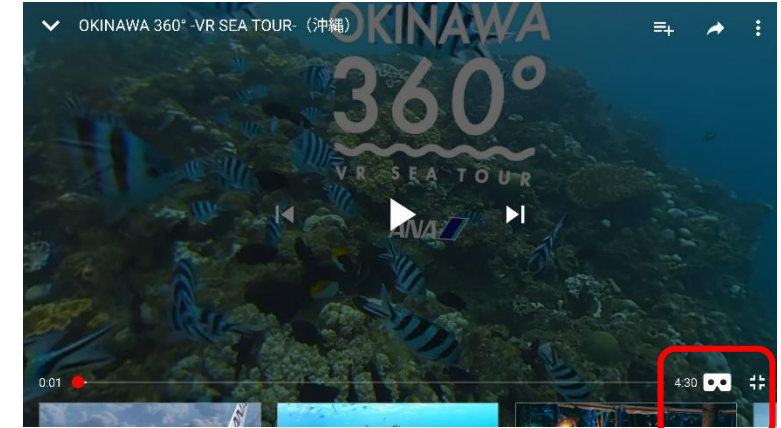 OKINAWA 360° -VR SEA TOUR-（沖縄）
OKINAWA
360°
VR SEA TOUR
ANA
0:01
4:30